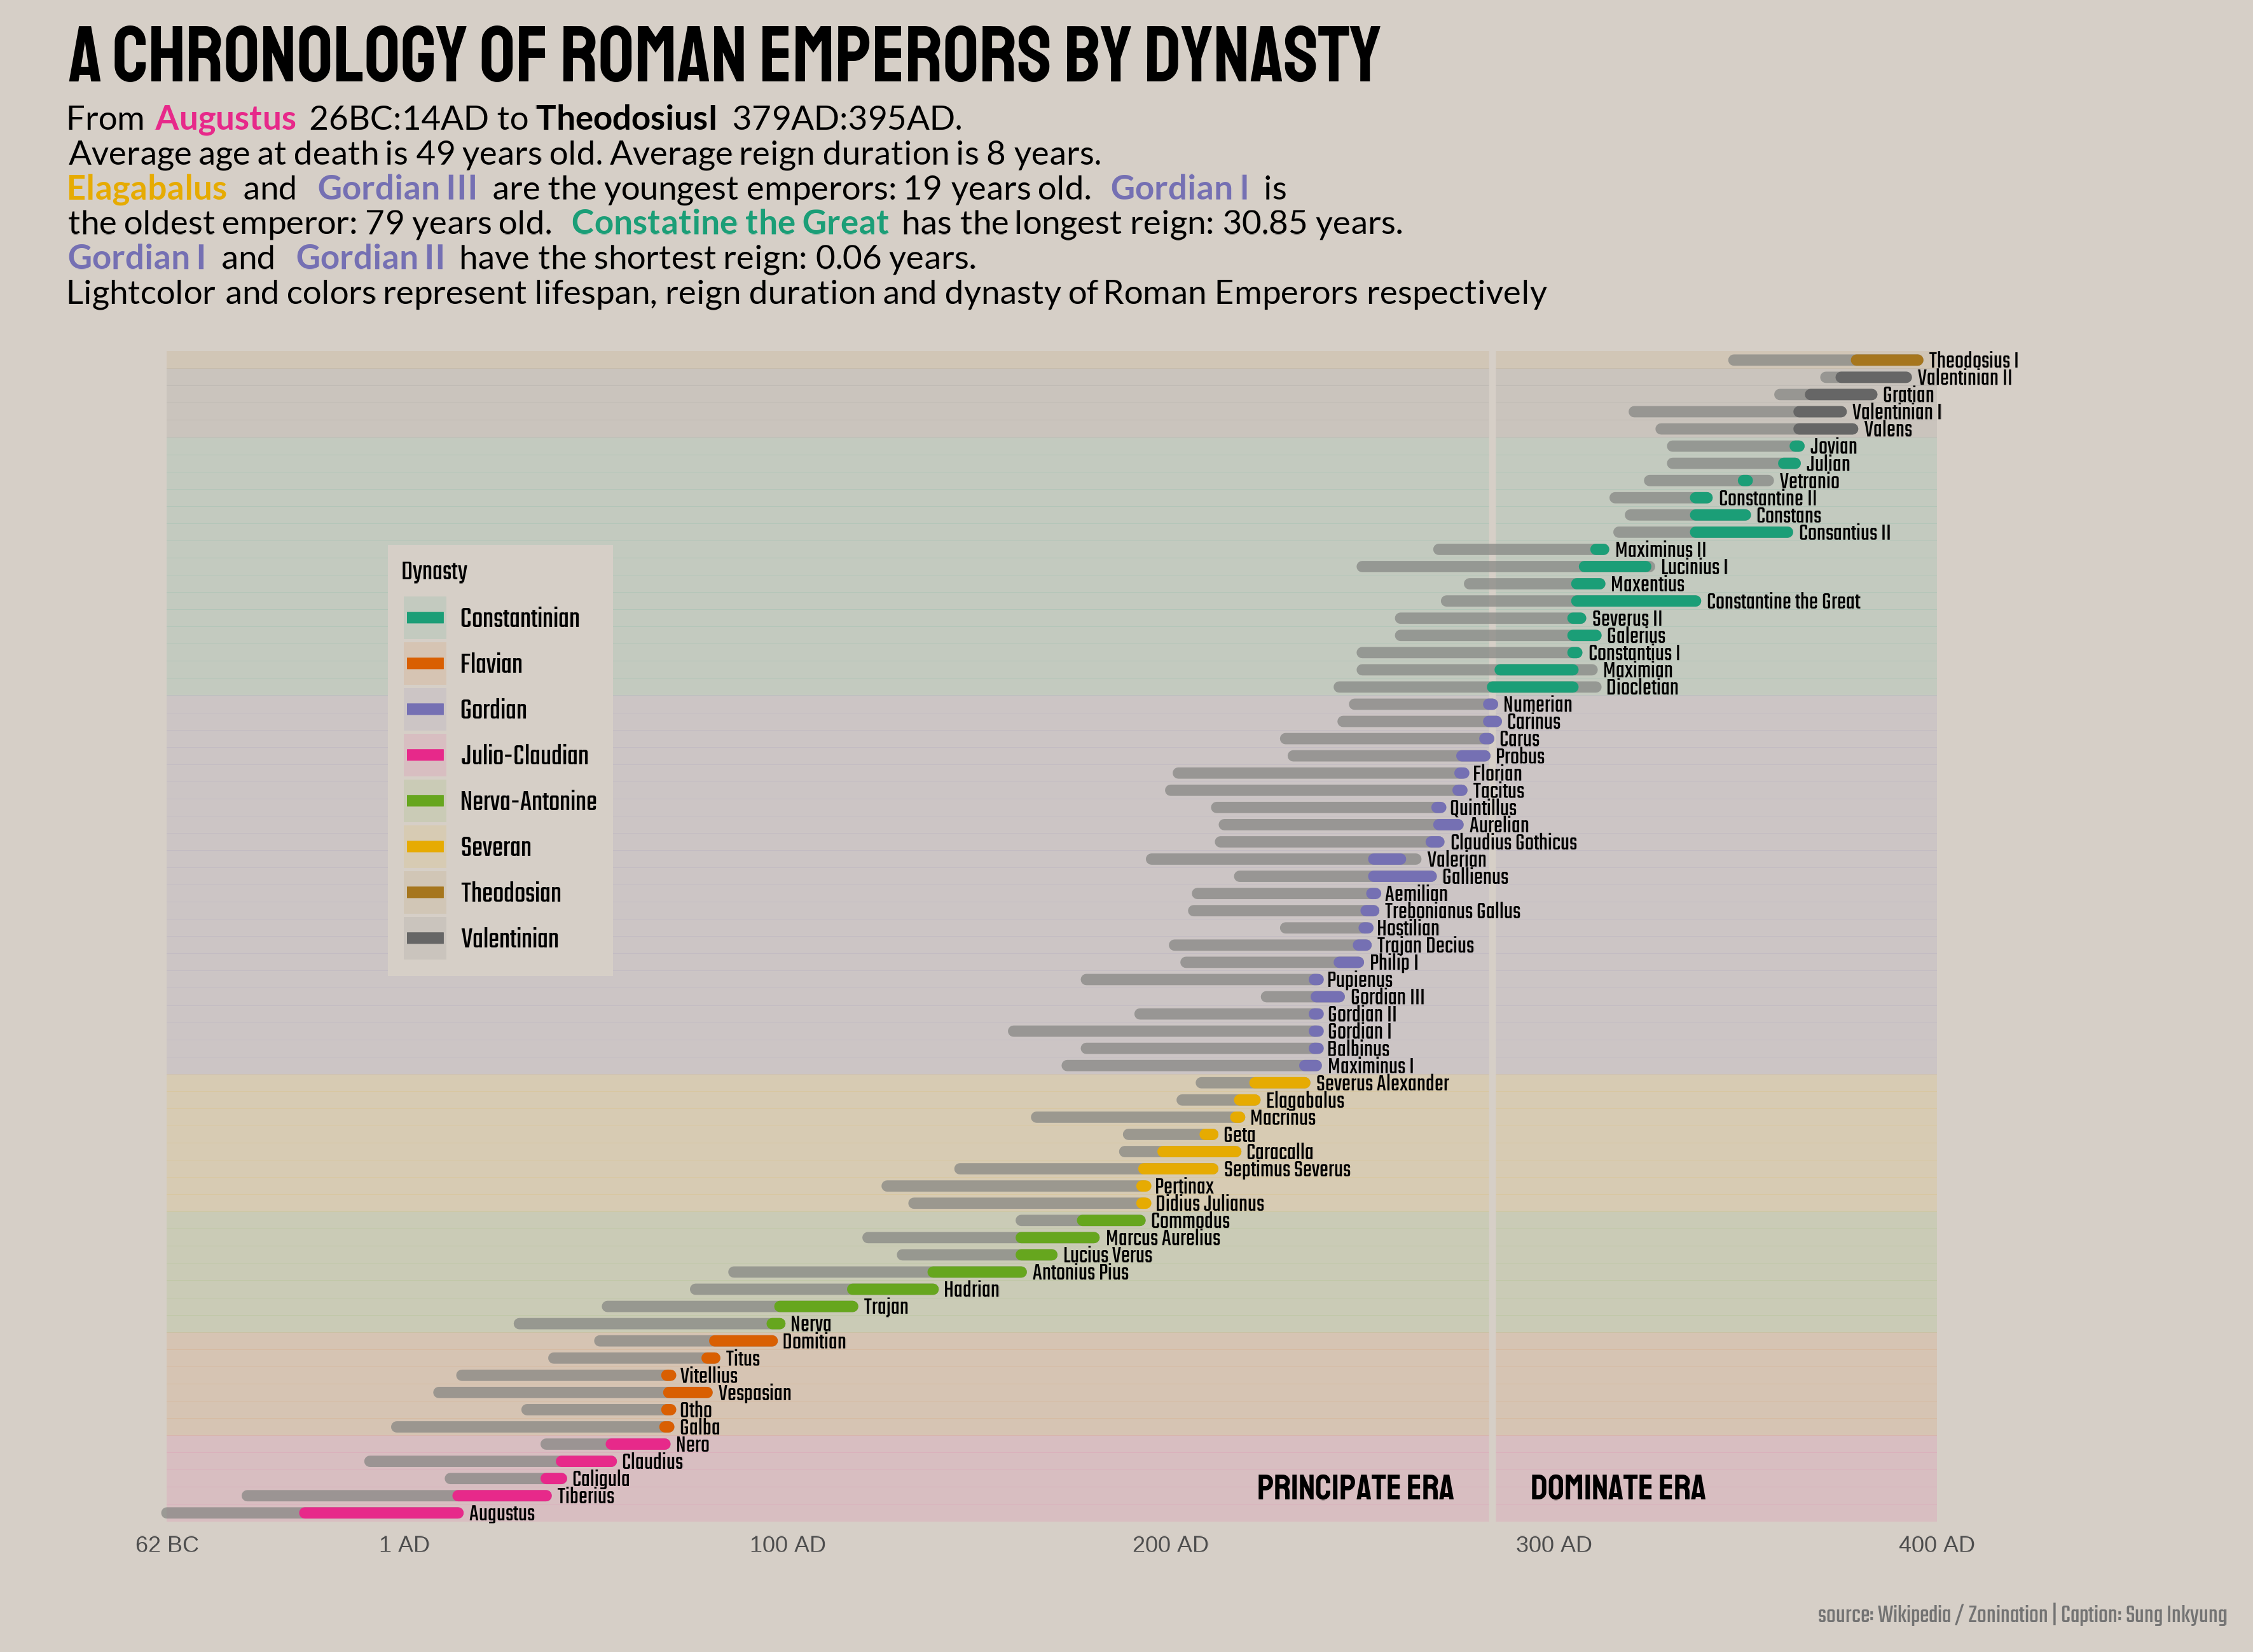 A CHRONOLOGY OF ROMAN EMPERORS BY DYNASTY
From Augustus 26BC:14AD to TheodosiusI 379AD:395AD.
Average age at death is 49 years old. Average reign duration is 8 years.
Elagabalus and Gordian III are the youngest emperors: 19 years old. Gordian I is
the oldest emperor: 79 years old. Constatine the Great has the longest reign: 30.85 years.
Gordian I and Gordian II have the shortest reign: 0.06 years.
Lightcolor and colors represent lifespan, reign duration and dynasty of Roman Emperors respectively
Theodosius I
Valentinian II
Gratian
Valentinian I
Valens
Jovian
Julian
Vetranio
Constantine II
Constans
Consantius II
Maximinus II
Lucinius I
Maxentius
Constantine the Great
Severus II
Galerius
Constantius I
Maximian
Diocletian
Numerian
Carinus
Carus
Probus
Florian
Tacitus
Quintillus
Aurelian
Claudius Gothicus
Valerian
Gallienus
Aemilian
Trebonianus Gallus
Hostilian
Trajan Decius
Philip I
Pupienus
Gordian III
Gordian II
Gordian I
Balbinus
Maximinus I
Severus Alexander
Elagabalus
Macrinus
Geta
Caracalla
Septimus Severus
Pertinax
Didius Julianus
Commodus
Marcus Aurelius
Lucius Verus
Antonius Pius
Hadrian
Trajan
Nerva
Domitian
Titus
Vitellius
Vespasian
Otho
Galba
Nero
Claudius
Caligula
Tiberius
Augustus
Dynasty
Constantinian
Flavian
Gordian
Julio-Claudian
Nerva-Antonine
Severan
Theodosian
Valentinian
PRINCIPATE ERA
DOMINATE ERA
62 BC
1 AD
100 AD
200 AD
300 AD
400 AD
source: Wikipedia / Zonination | Caption: Sung Inkyung